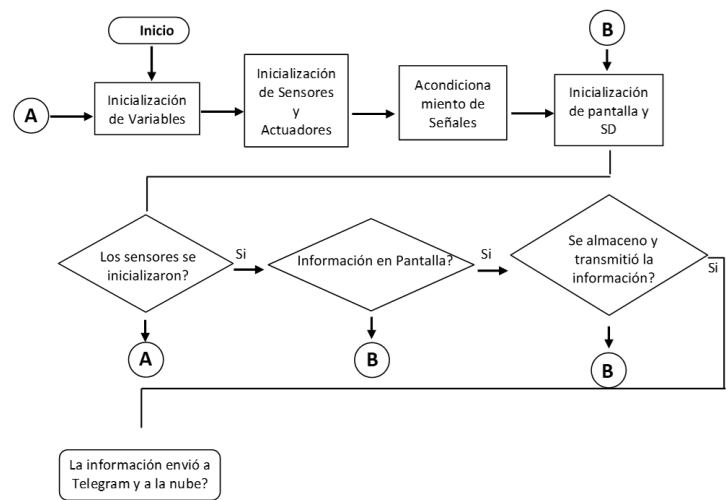 Inicio
B
A
Inicialización
de Variables
Inicialización
de Sensores
y
Actuadores
Acondiciona
miento de
Señales
Inicialización
de pantalla y
SD
Los sensores se
inicializaron?
Si
Información en Pantalla?
Si
Se almaceno y
transmitió la
información?
Si
A
B
B
La información envió a
Telegram y a la nube?